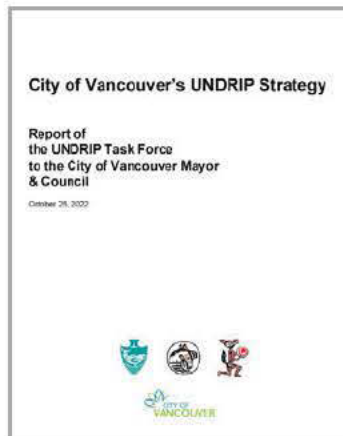 City of Vancouver's UNDRIP Strategy
Report of
the UNDRIP Task Force
to the City of Vancouver Mayor
& Council
October 25, 2022
CITY OF
VANCOUVER